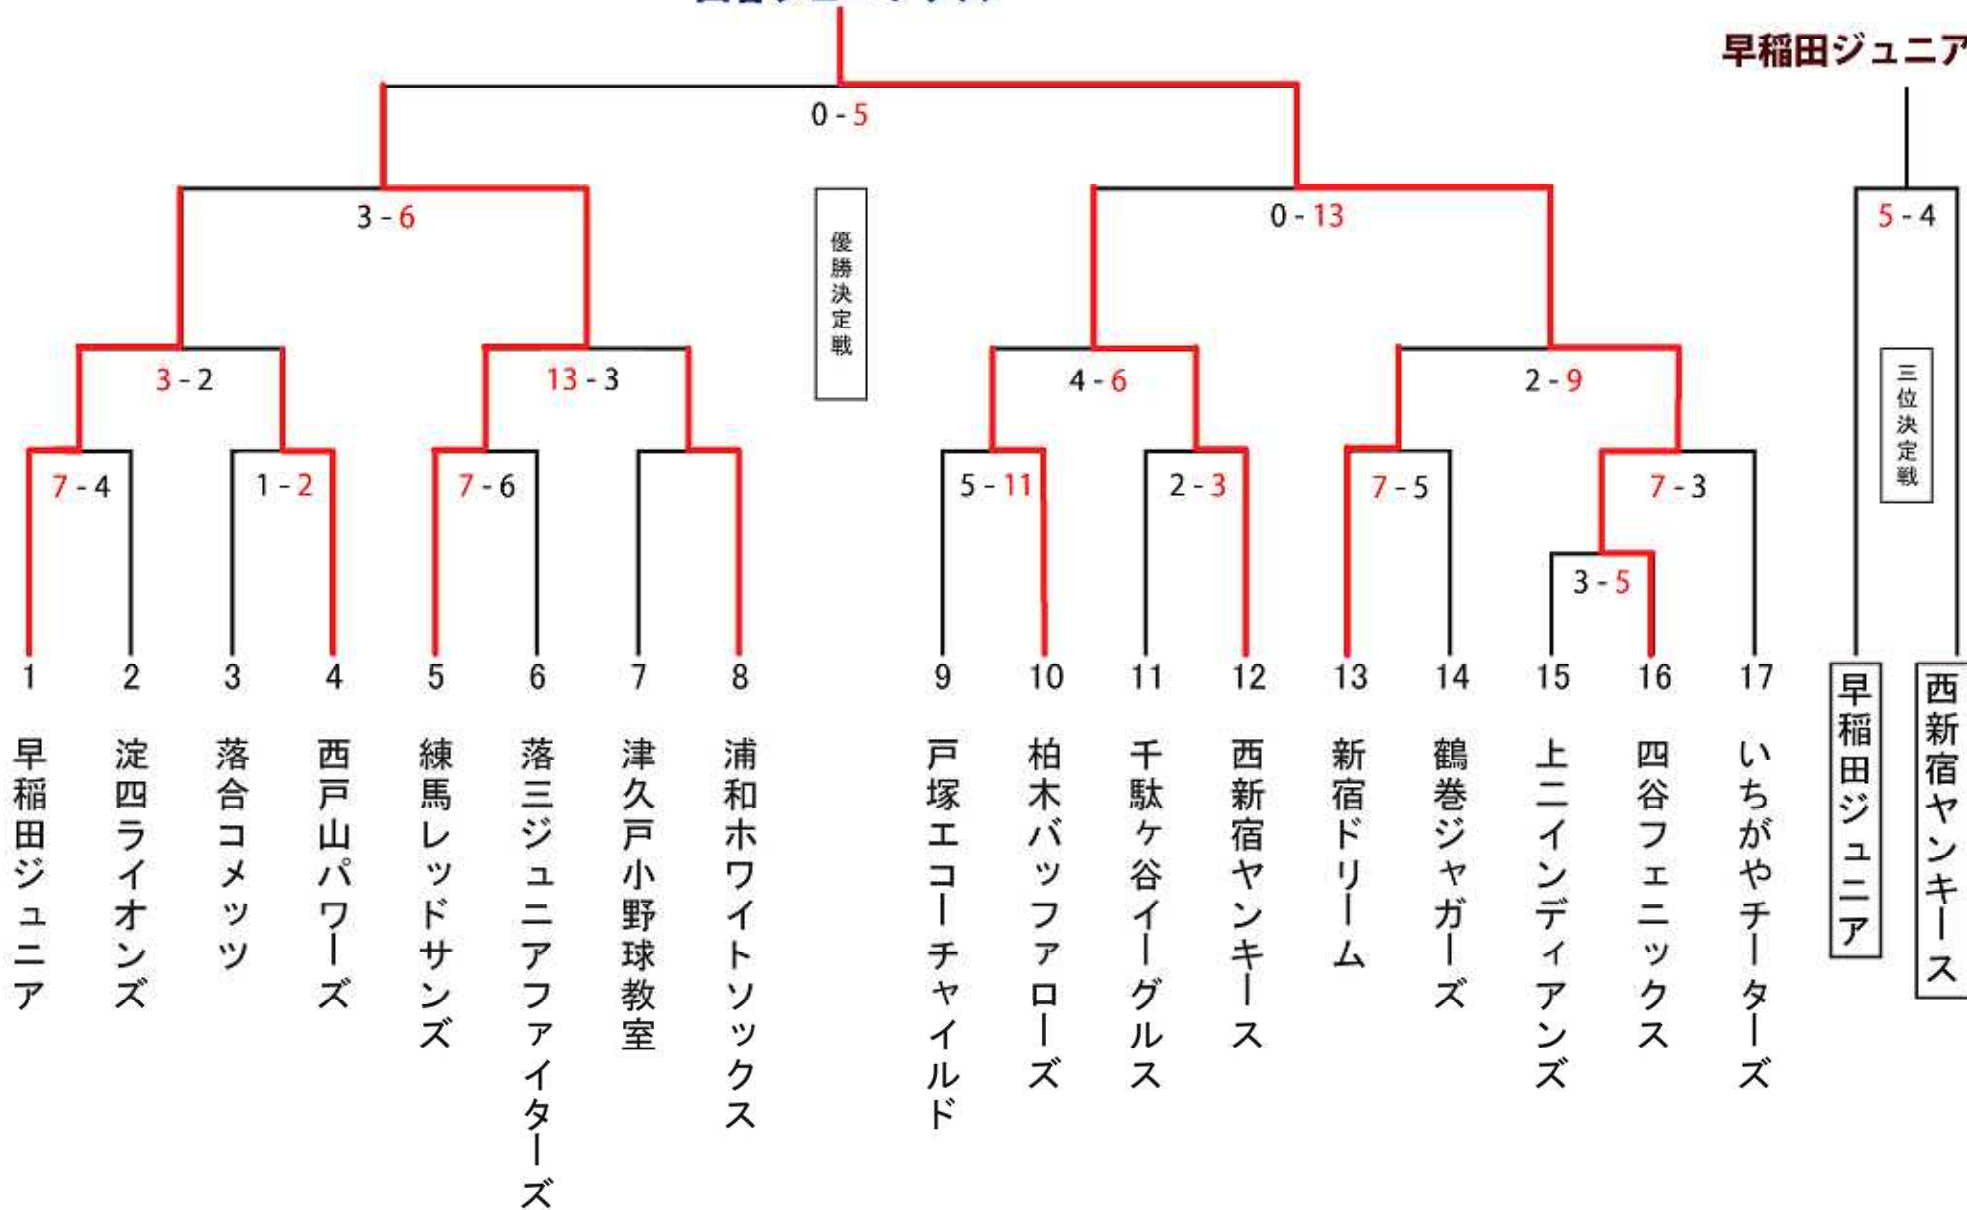 早稲田ジュニア
0 - 5
3 - 6
0 - 13
5 - 4
優勝決定戦
三位決定戦
3 - 2
13 - 3
4 - 6
2 - 9
7 - 4
1 - 2
7 - 6
5 - 11
2 - 3
7 - 5
7 - 3
3 - 5
1 早稲田ジュニア
2 淀四ライオンズ
3 落合コメッツ
4 西戸山パワーズ
5 練馬レッドサンズ
6 落三ジュニアファイターズ
7 津久戸小野球教室
8 浦和ホワイトソックス
9 戸塚エコーチャイルド
10 柏木バッファローズ
11 千駄ケ谷イーグルス
12 西新宿ヤンキース
13 新宿ドリーム
14 鶴巻ジャガーズ
15 上二インディアンズ
16 四谷フェニックス
17 いちがやチーターズ
早稲田ジュニア
西新宿ヤンキース